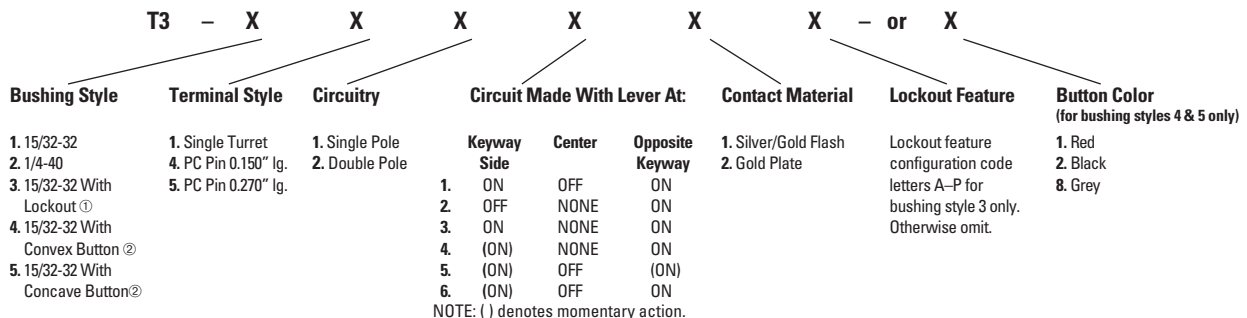 T3 – X X X X X X – or X
Bushing Style
1. 15/32-32
2. 1/4-40
3. 15/32-32 With
Lockout ①
4. 15/32-32 With
Convex Button ②
5. 15/32-32 With
Concave Button②
Terminal Style
1. Single Turret
4. PC Pin 0.150″ lg.
5. PC Pin 0.270″ lg.
Circuitry
1. Single Pole
2. Double Pole
Circuit Made With Lever At:
Keyway Center Opposite
Side Keyway
1. ON OFF ON
2. OFF NONE ON
3. ON NONE ON
4. (ON) NONE ON
5. (ON) OFF (ON)
6. (ON) OFF ON
NOTE: ( ) denotes momentary action.
Contact Material
1. Silver/Gold Flash
2. Gold Plate
Lockout Feature
Lockout feature
configuration code
letters A–P for
bushing style 3 only.
Otherwise omit.
Button Color
(for bushing styles 4 & 5 only)
1. Red
2. Black
8. Grey